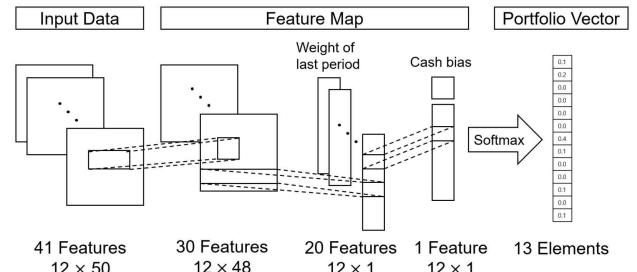 Input Data
Feature Map
Portfolio Vector
Weight of
last period
Cash bias
Softmax
0.1
0.2
0.0
0.0
0.0
0.0
0.4
0.1
0.0
0.0
0.1
0.0
0.1
41 Features
12 × 50
30 Features
12 × 48
20 Features
12 × 1
1 Feature
12 × 1
13 Elements